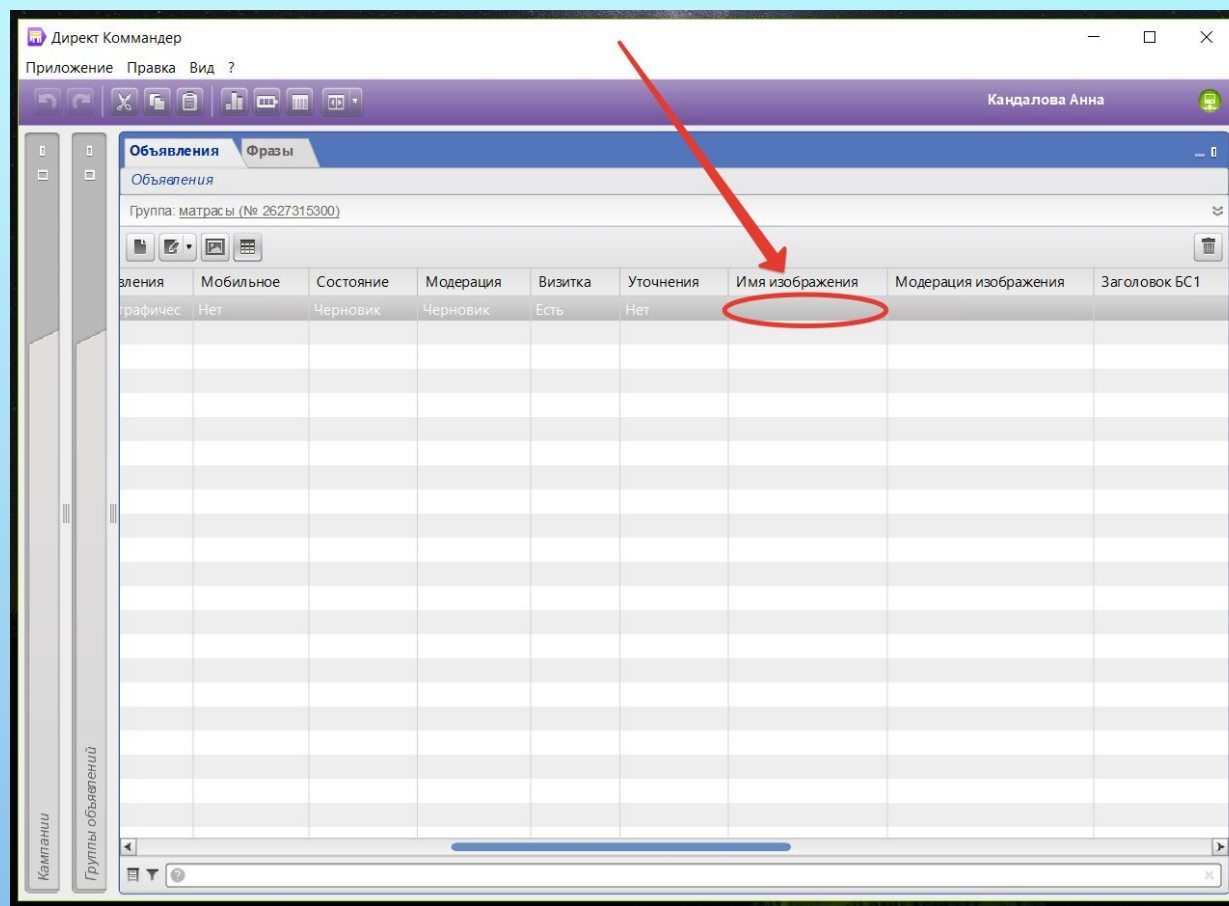 Директ Коммандер
Приложение Правка Вид ?
Кандалова Анна
Объявления Фразы
Объявления
Группа: матрасы (№ 2627315300)
вления Мобильное Состояние Модерация Визитка Уточнения Имя изображения Модерация изображения Заголовок БС1
графичес Нет Черновик Черновик Есть Нет
Кампании
Группы объявлений